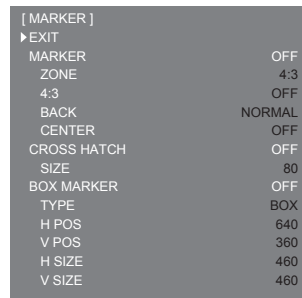 [ MARKER ]
EXIT
MARKER OFF
ZONE 4:3
4:3 OFF
BACK NORMAL
CENTER OFF
CROSS HATCH OFF
SIZE 80
BOX MARKER OFF
TYPE BOX
H POS 640
V POS 360
H SIZE 460
V SIZE 460